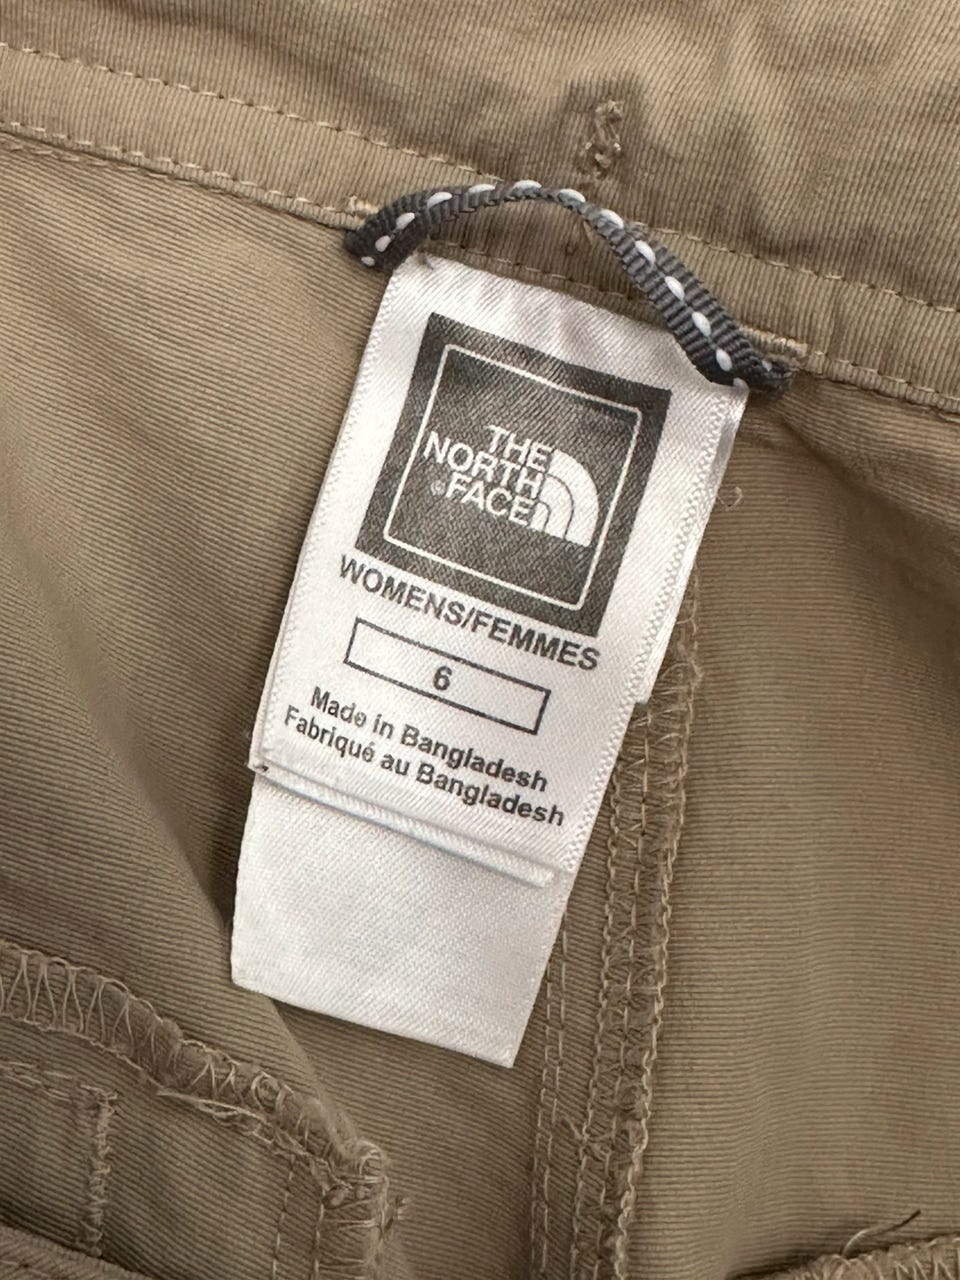 THE
NORTH
®FACE
WOMENS/FEMMES
6
Made in Bangladesh
Fabriqué au Bangladesh